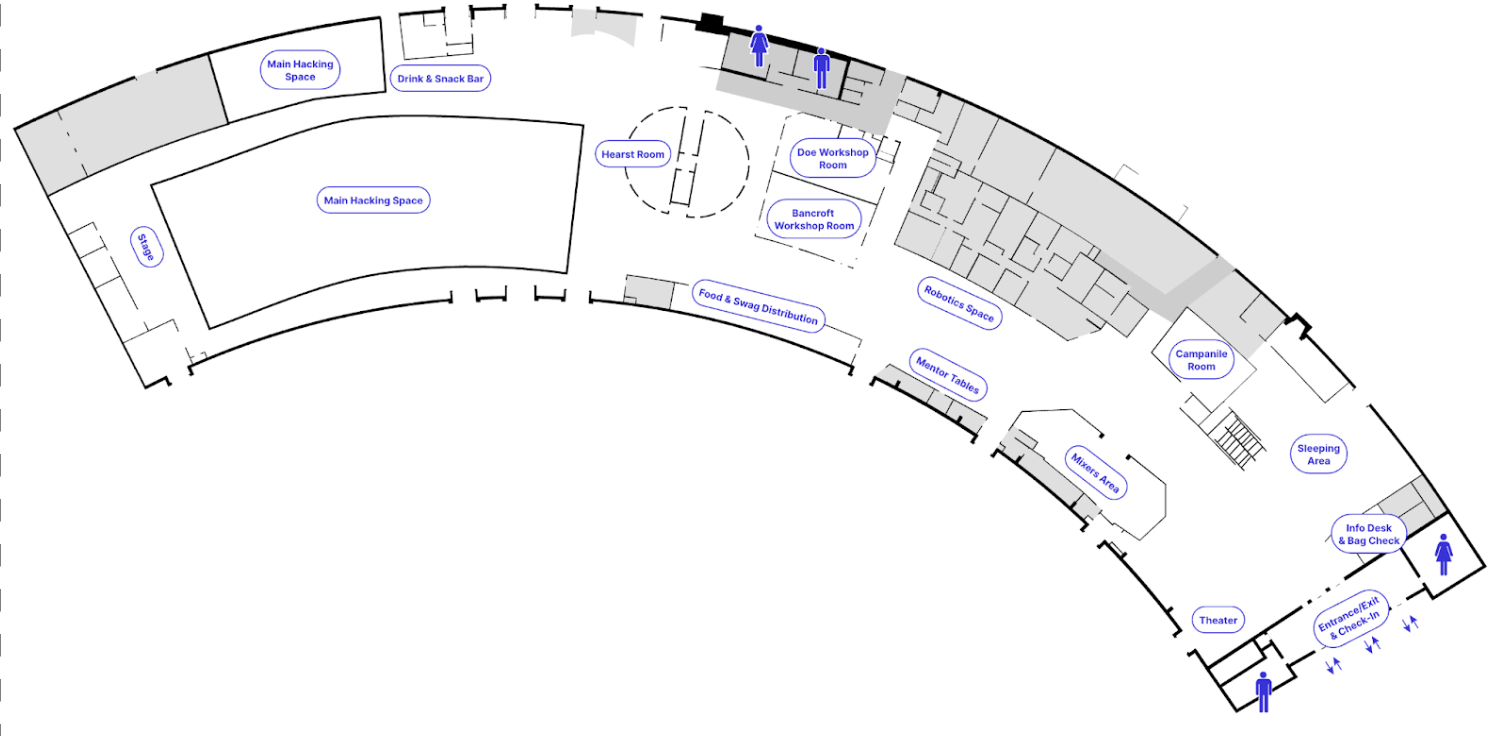 Main Hacking
Space
Drink & Snack Bar
Hearst Room
Doe Workshop
Room
Main Hacking Space
Bancroft
Workshop Room
Stage
Food & Swag Distribution
Robotics Space
Mentor Tables
Campanile
Room
Mixers Area
Sleeping
Area
Info Desk
& Bag Check
Theater
Entrance/Exit
& Check-In